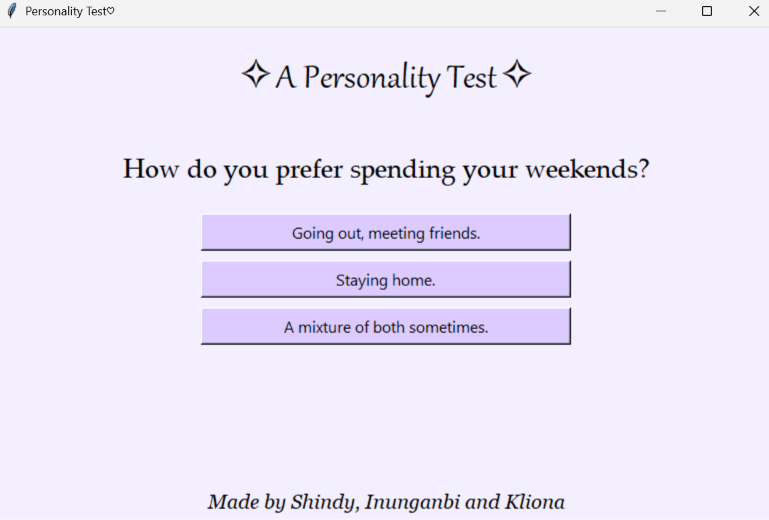 Personality Test♡
✧A Personality Test✧
How do you prefer spending your weekends?
Going out, meeting friends.
Staying home.
A mixture of both sometimes.
Made by Shindy, Inunganbi and Kliona